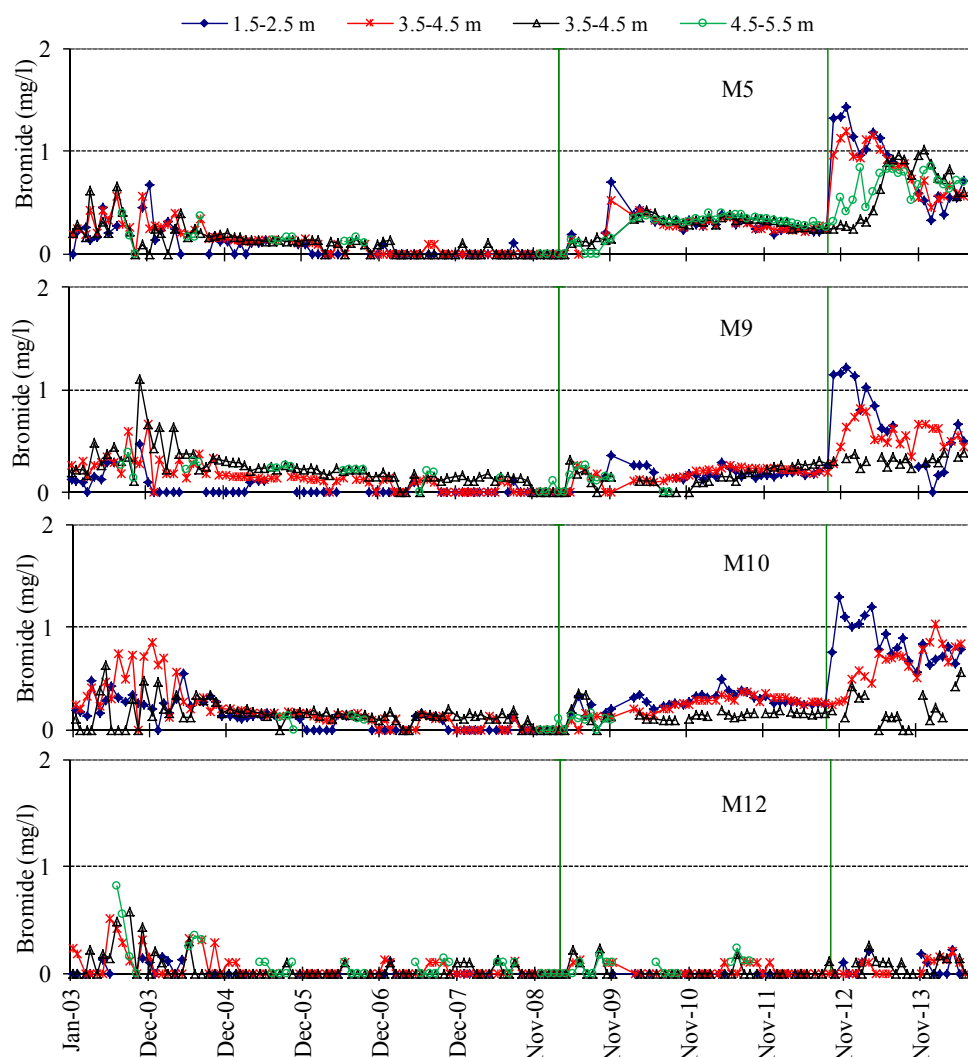 1.5-2.5 m 3.5-4.5 m 3.5-4.5 m 4.5-5.5 m
2
M5
1
0
Bromide (mg/l)
2
M9
1
0
Bromide (mg/l)
2
M10
1
0
Bromide (mg/l)
2
M12
1
0
Bromide (mg/l)
Jan-03 Dec-03 Dec-04 Dec-05 Dec-06 Dec-07 Nov-08 Nov-09 Nov-10 Nov-11 Nov-12 Nov-13